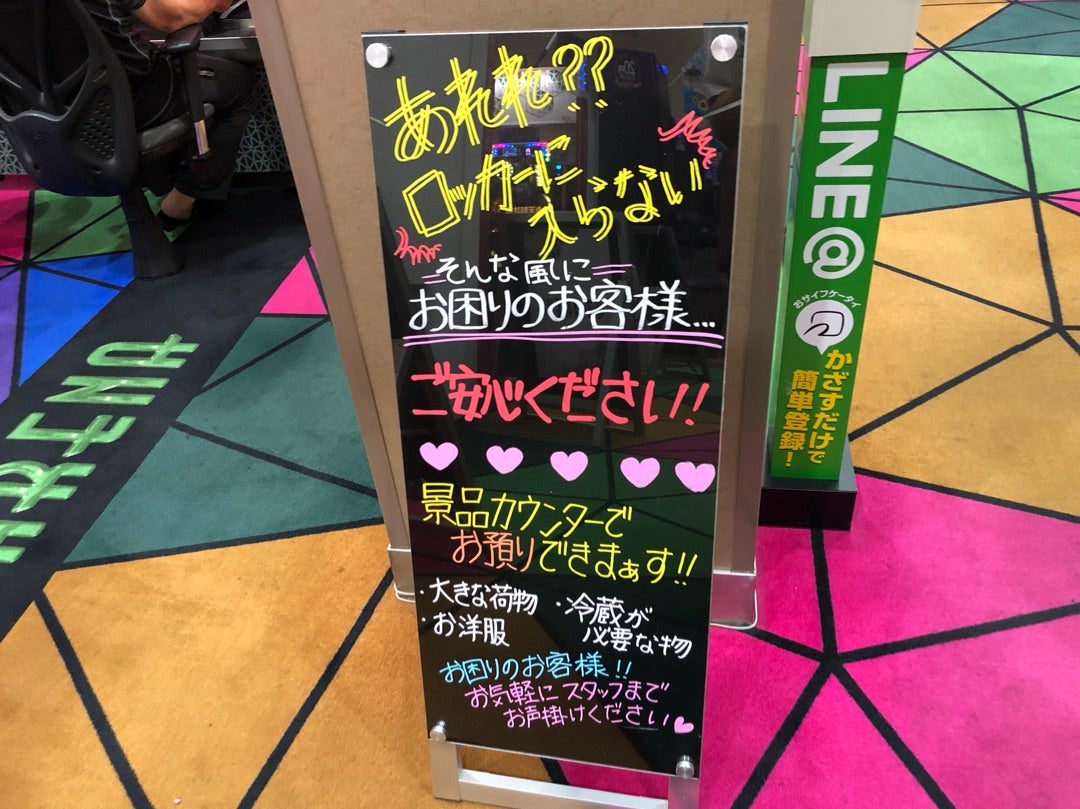 あれれ??
ロッカーに入らない
そんな風に
お困りのお客様...
ご安心ください!!
景品カウンターで
お預りできまぁす!!
・大きな荷物
・お洋服
・冷蔵が
必要な物
お困りのお客様!!
お気軽にスタッフまで
お声掛けください
LINE@
おサイフケータイ
かざすだけで
簡単登録!